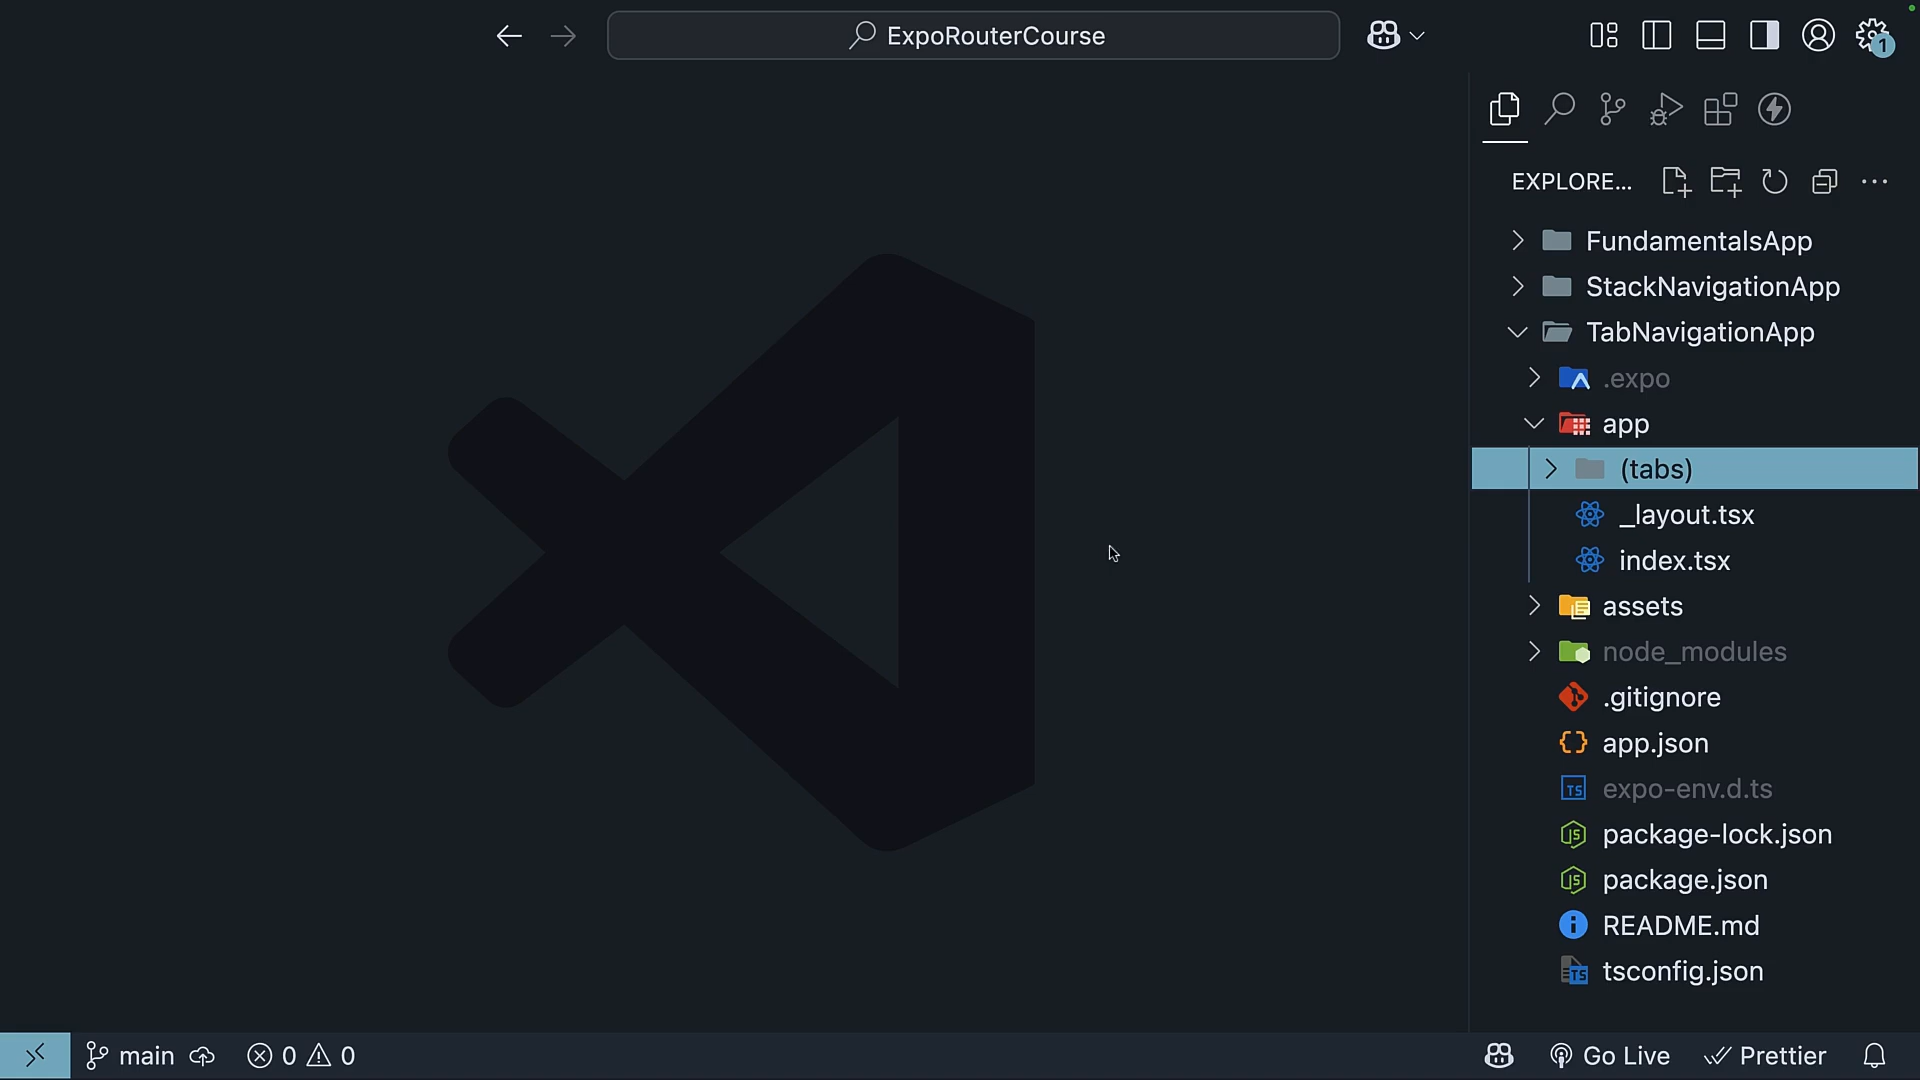 ExpoRouterCourse
1
EXPLORE...
FundamentalsApp
StackNavigationApp
TabNavigationApp
.expo
app
(tabs)
_layout.tsx
index.tsx
assets
node_modules
.gitignore
app.json
expo-env.d.ts
package-lock.json
package.json
README.md
tsconfig.json
main 0 0 Go Live Prettier